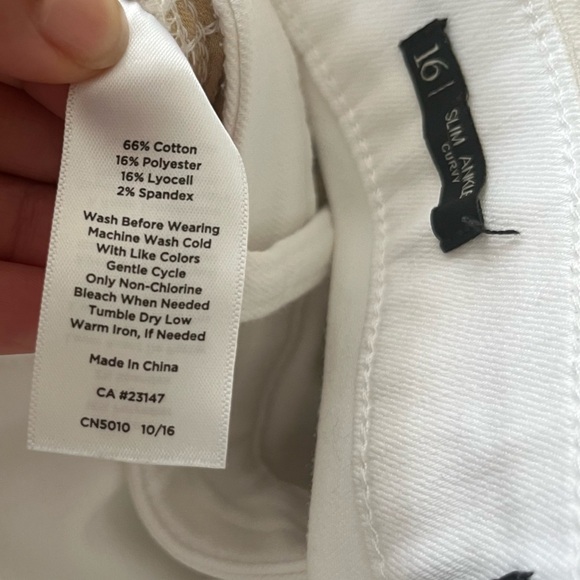 66% Cotton
16% Polyester
16% Lyocell
2% Spandex
Wash Before Wearing
Machine Wash Cold
With Like Colors
Gentle Cycle
Only Non-Chlorine
Bleach When Needed
Tumble Dry Low
Warm Iron, If Needed
Made In China
CA #23147
CN5010 10/16
16 | SLIM ANKLE
CURVY